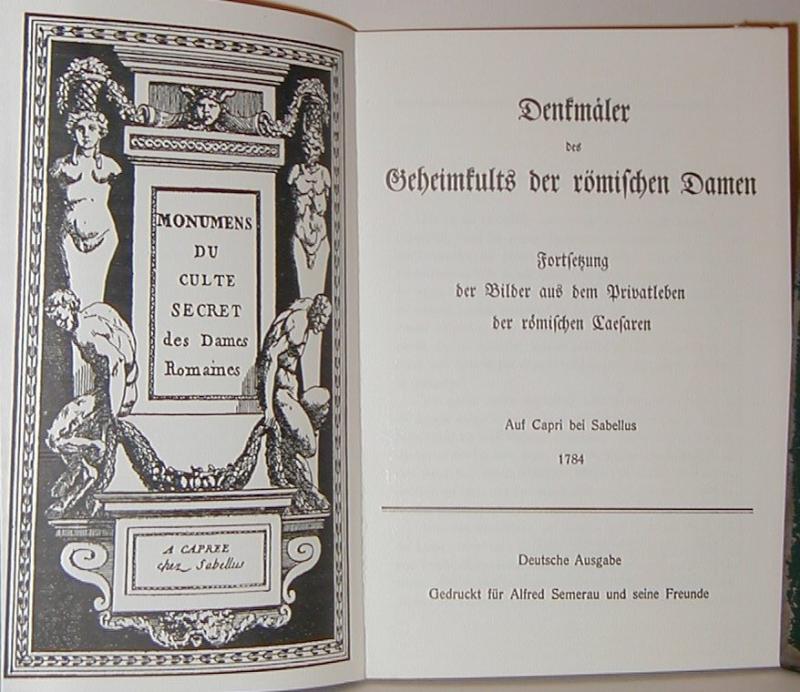 MONUMENS
DU
CULTE
SECRET
des Dames
Romaines
A CAPREE
chez Sabellus
Denkmäler
des
Geheimkults der römischen Damen
Fortsetzung
der Bilder aus dem Privatleben
der römischen Caesaren
Auf Capri bei Sabellus
1784
Deutsche Ausgabe
Gedruckt für Alfred Semerau und seine Freunde